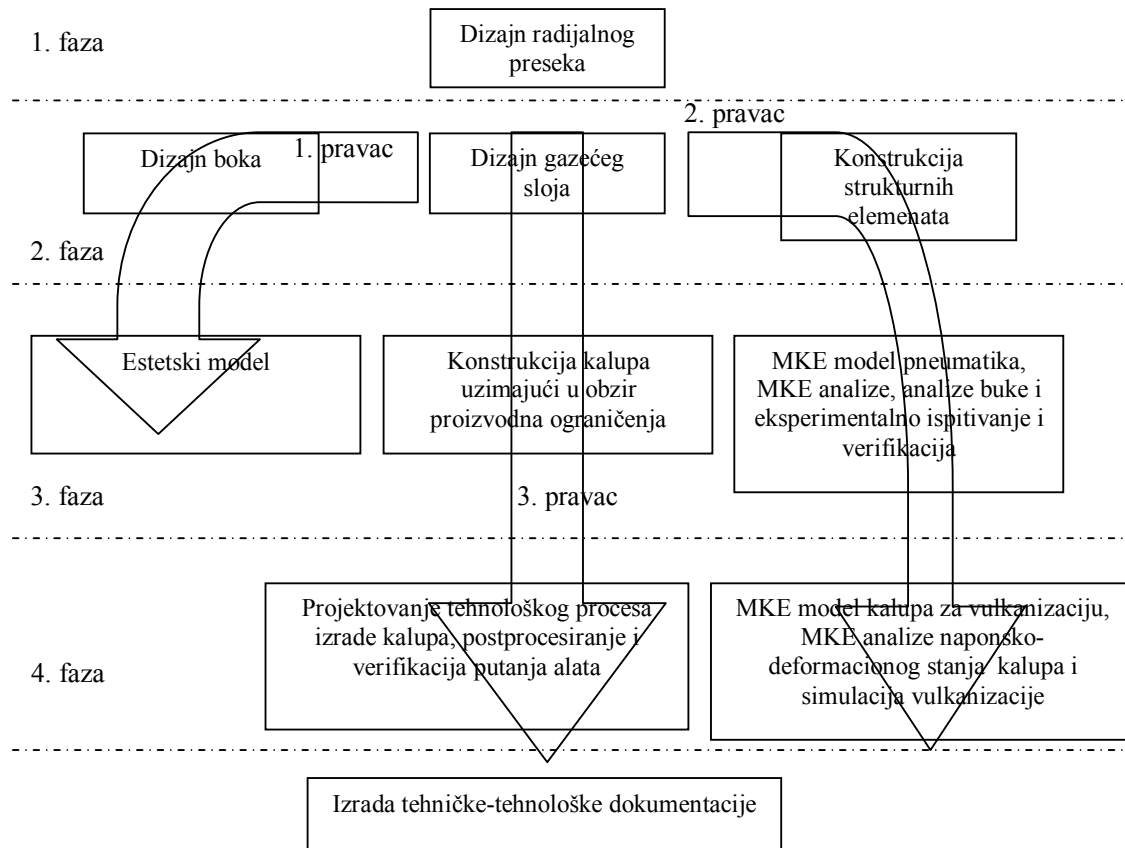 1. faza
Dizajn radijalnog
preseka
2. pravac
Dizajn boka
1. pravac
Dizajn gazećeg
sloja
Konstrukcija
strukturnih
elemenata
2. faza
Estetski model
Konstrukcija kalupa
uzimajući u obzir
proizvodna ograničenja
MKE model pneumatika,
MKE analize, analize buke i
eksperimentalno ispitivanje i
verifikacija
3. faza
3. pravac
Projektovanje tehnološkog procesa
izrade kalupa, postprocesiranje i
verifikacija putanja alata
MKE model kalupa za vulkanizaciju,
MKE analize naponsko-
deformacionog stanja kalupa i
simulacija vulkanizacije
4. faza
Izrada tehničke-tehnološke dokumentacije